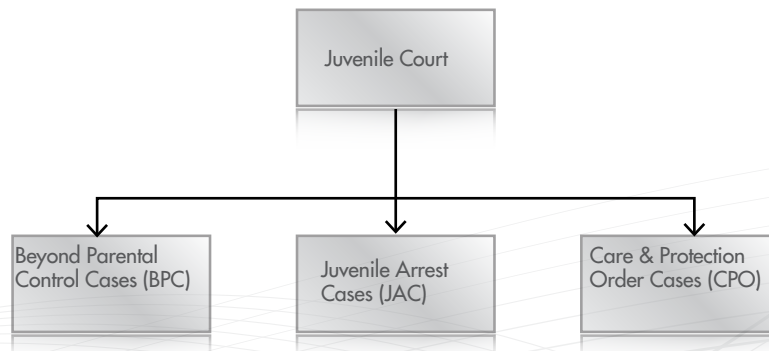 Juvenile Court
Beyond Parental
Control Cases (BPC)
Juvenile Arrest
Cases (JAC)
Care & Protection
Order Cases (CPO)